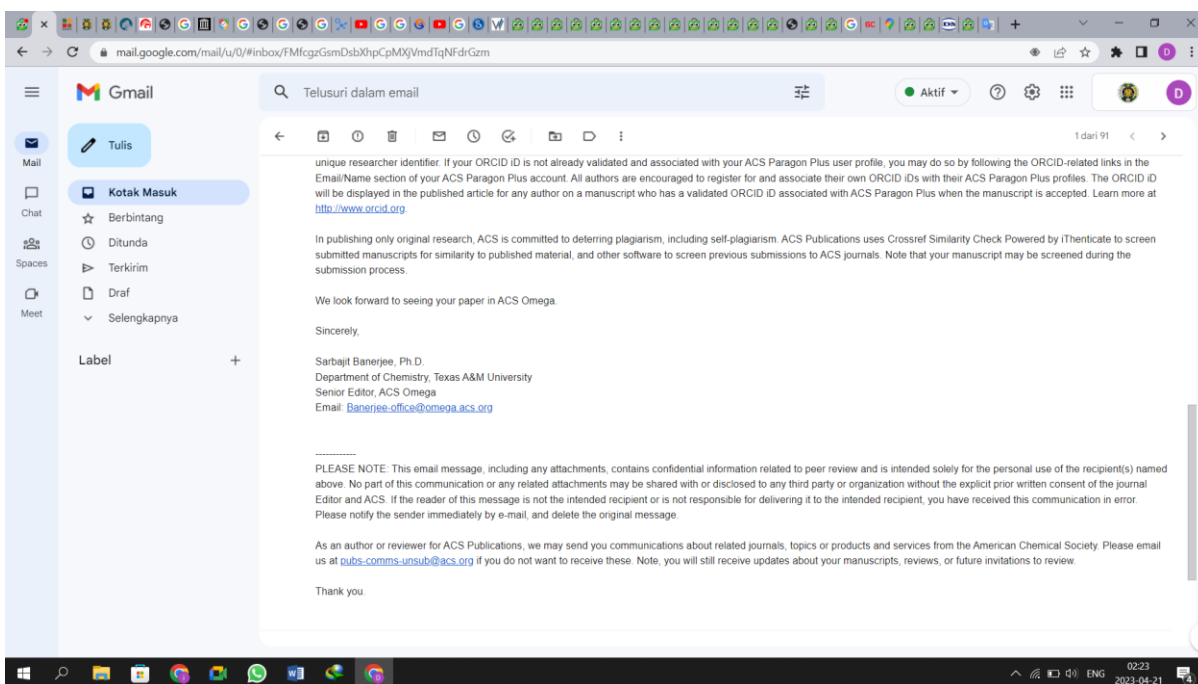 mail.google.com/mail/u/0/#inbox/FMfcgzGsmDsbXhpCpMXjVmdTqNFdrGzm
Gmail
Telusuri dalam email
Aktif
D
Mail
Chat
Spaces
Meet
Tulis
Kotak Masuk
Berbintang
Ditunda
Terkirim
Draf
Selengkapnya
Label
1 dari 91
unique researcher identifier. If your ORCID iD is not already validated and associated with your ACS Paragon Plus user profile, you may do so by following the ORCID-related links in the
Email/Name section of your ACS Paragon Plus account. All authors are encouraged to register for and associate their own ORCID iDs with their ACS Paragon Plus profiles. The ORCID iD
will be displayed in the published article for any author on a manuscript who has a validated ORCID iD associated with ACS Paragon Plus when the manuscript is accepted. Learn more at
http://www.orcid.org.
In publishing only original research, ACS is committed to deterring plagiarism, including self-plagiarism. ACS Publications uses Crossref Similarity Check Powered by iThenticate to screen
submitted manuscripts for similarity to published material, and other software to screen previous submissions to ACS journals. Note that your manuscript may be screened during the
submission process.
We look forward to seeing your paper in ACS Omega.
Sincerely,
Sarbajit Banerjee, Ph.D.
Department of Chemistry, Texas A&M University
Senior Editor, ACS Omega
Email: Banerjee-office@omega.acs.org
------------
PLEASE NOTE: This email message, including any attachments, contains confidential information related to peer review and is intended solely for the personal use of the recipient(s) named
above. No part of this communication or any related attachments may be shared with or disclosed to any third party or organization without the explicit prior written consent of the journal
Editor and ACS. If the reader of this message is not the intended recipient or is not responsible for delivering it to the intended recipient, you have received this communication in error.
Please notify the sender immediately by e-mail, and delete the original message.
As an author or reviewer for ACS Publications, we may send you communications about related journals, topics or products and services from the American Chemical Society. Please email
us at pubs-comms-unsub@acs.org if you do not want to receive these. Note, you will still receive updates about your manuscripts, reviews, or future invitations to review.
Thank you.
ENG
02:23
2023-04-21